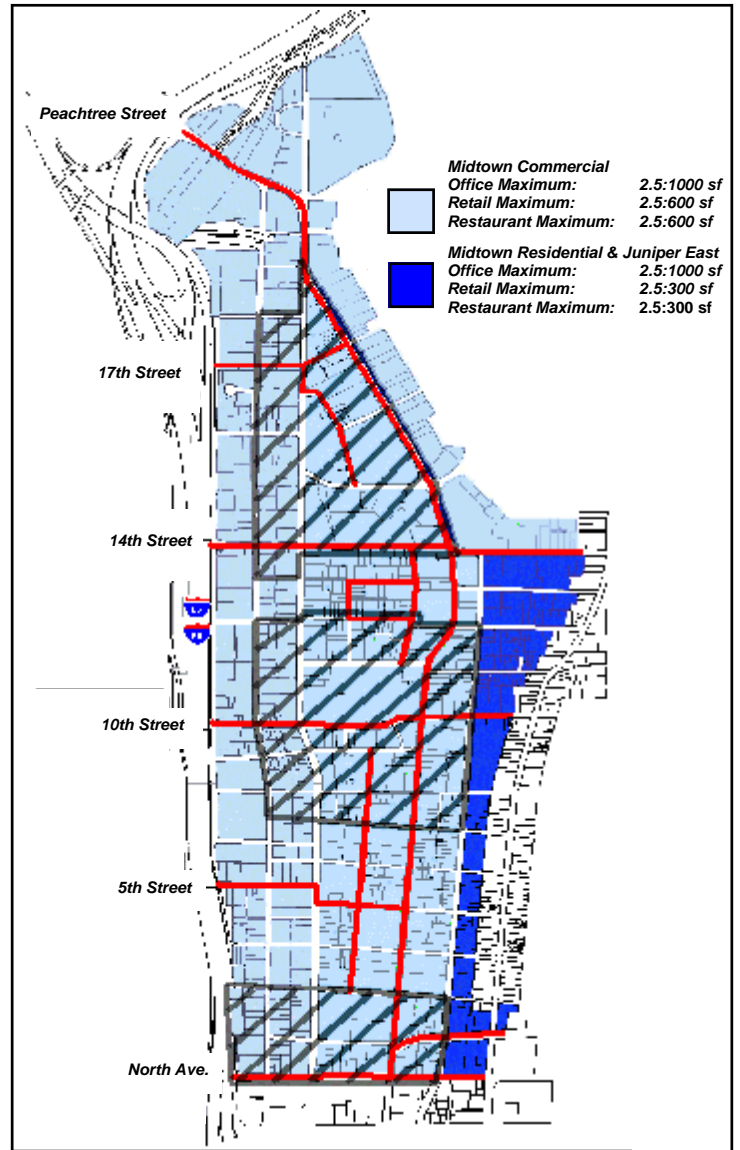 Peachtree Street
Midtown Commercial
Office Maximum: 2.5:1000 sf
Retail Maximum: 2.5:600 sf
Restaurant Maximum: 2.5:600 sf
Midtown Residential & Juniper East
Office Maximum: 2.5:1000 sf
Retail Maximum: 2.5:300 sf
Restaurant Maximum: 2.5:300 sf
17th Street
14th Street
10th Street
5th Street
North Ave.